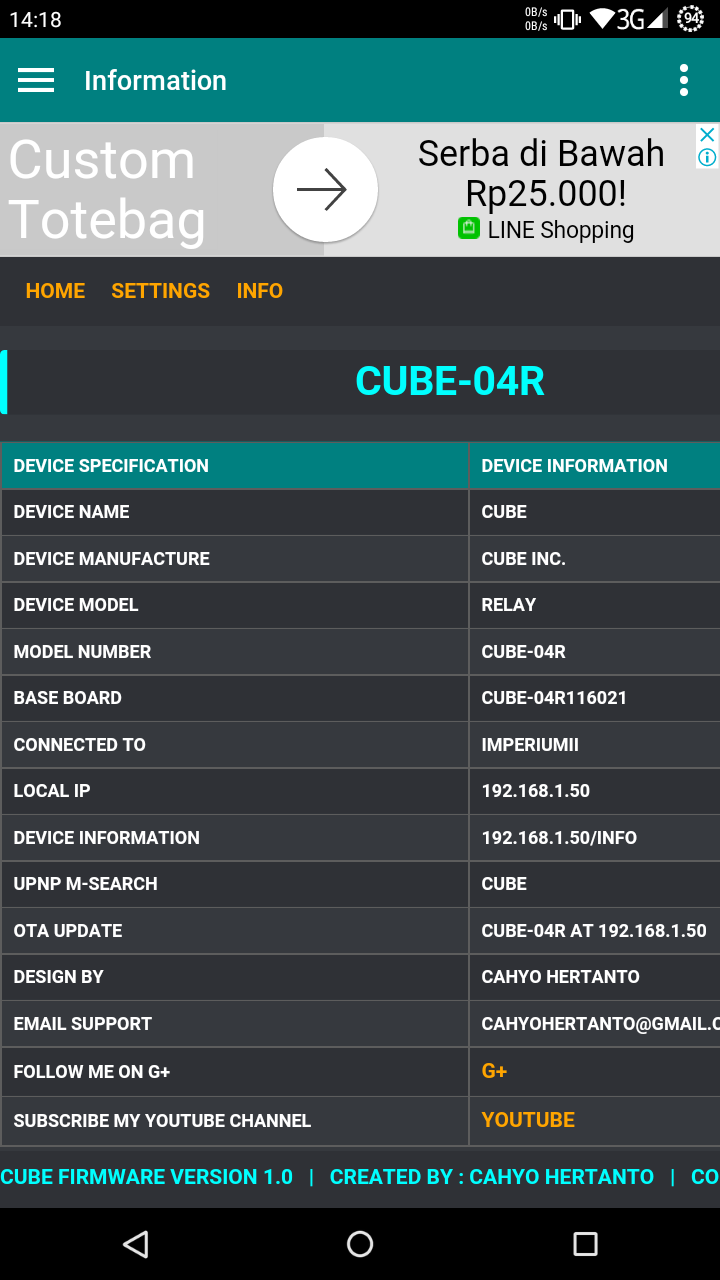 14:18
0B/s
0B/s
3G
94
Information
Custom
Totebag
Serba di Bawah
Rp25.000!
LINE Shopping
HOME SETTINGS INFO
CUBE-04R
DEVICE SPECIFICATION DEVICE INFORMATION
DEVICE NAME CUBE
DEVICE MANUFACTURE CUBE INC.
DEVICE MODEL RELAY
MODEL NUMBER CUBE-04R
BASE BOARD CUBE-04R116021
CONNECTED TO IMPERIUMII
LOCAL IP 192.168.1.50
DEVICE INFORMATION 192.168.1.50/INFO
UPNP M-SEARCH CUBE
OTA UPDATE CUBE-04R AT 192.168.1.50
DESIGN BY CAHYO HERTANTO
EMAIL SUPPORT CAHYOHERTANTO@GMAIL.C
FOLLOW ME ON G+ G+
SUBSCRIBE MY YOUTUBE CHANNEL YOUTUBE
CUBE FIRMWARE VERSION 1.0 | CREATED BY : CAHYO HERTANTO | CO